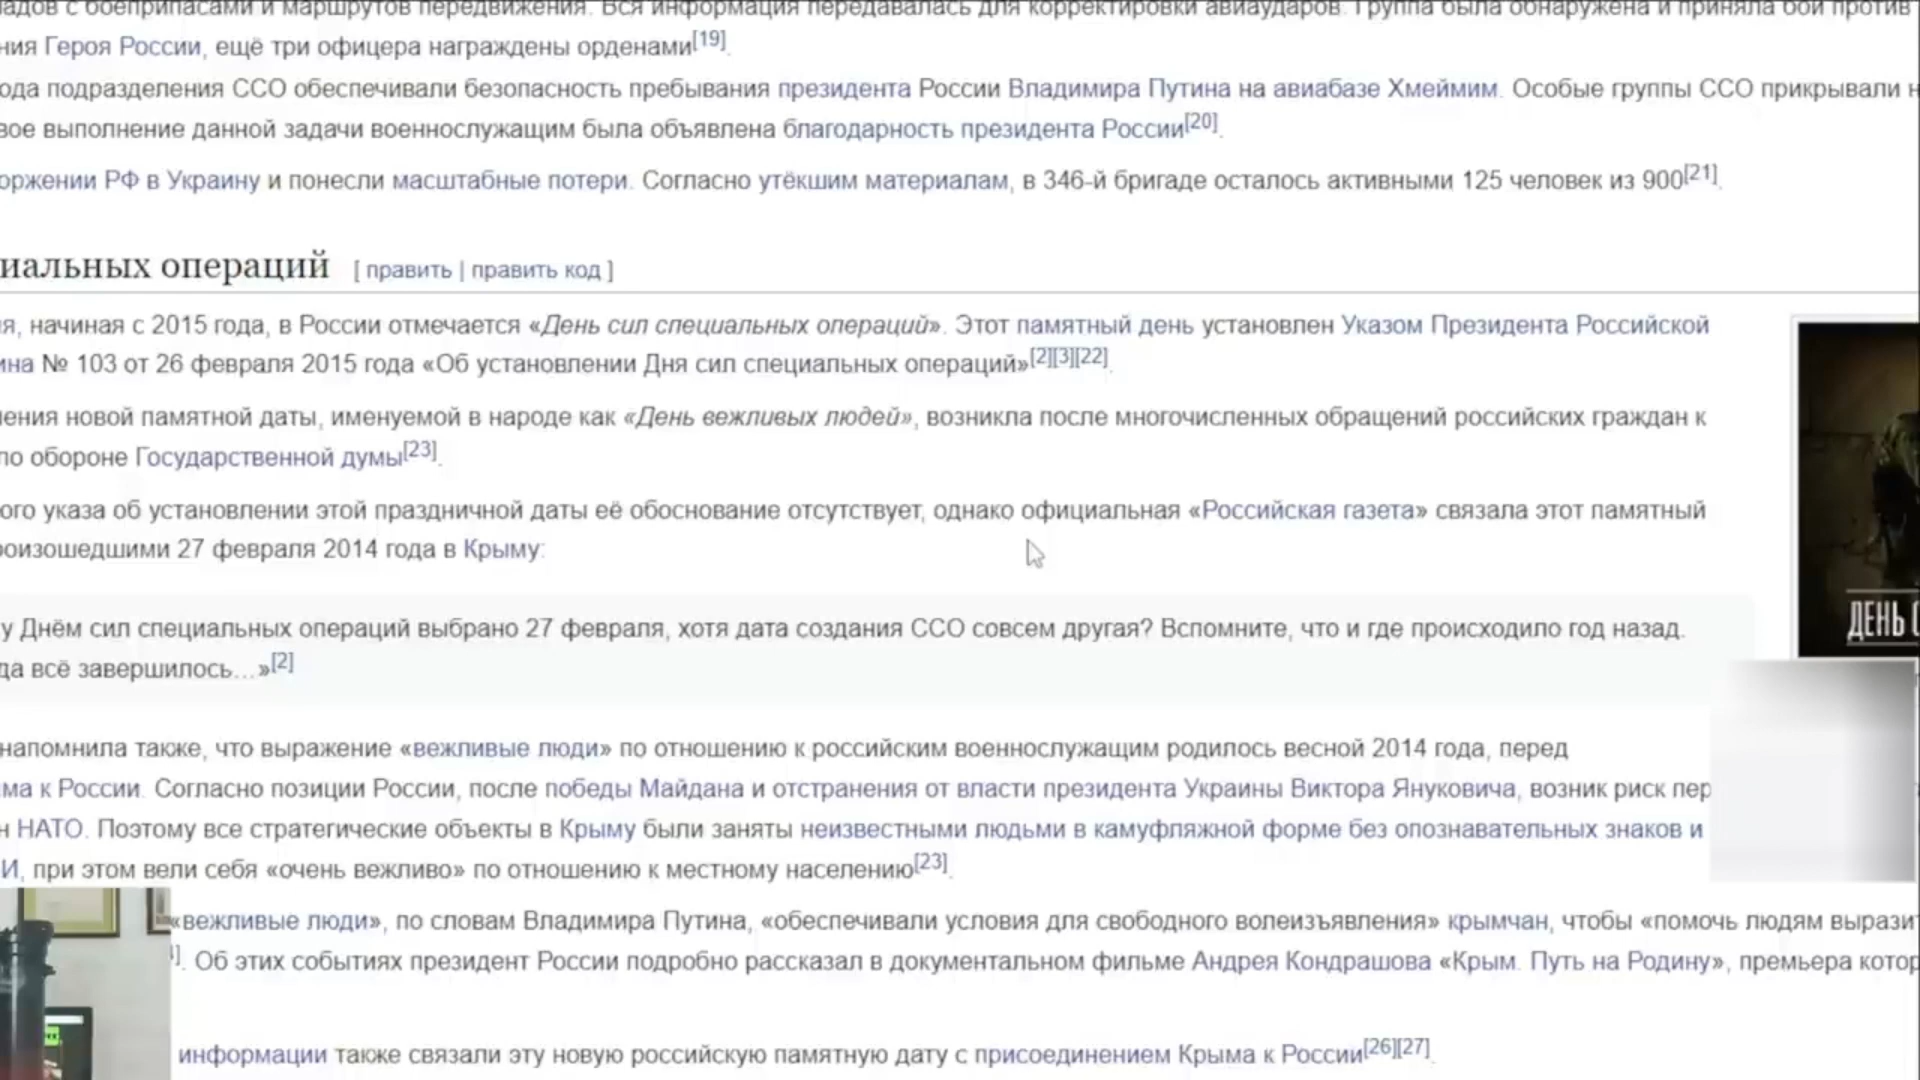 с боеприпасами и маршрутов передвижения. Вся информация передавалась для корректировки авиаударов. Группа была обнаружена и приняла бой против
Героя России, ещё три офицера награждены орденами[19].
подразделения ССО обеспечивали безопасность пребывания президента России Владимира Путина на авиабазе Хмеймим. Особые группы ССО прикрывали
выполнение данной задачи военнослужащим была объявлена благодарность президента России[20].
РФ в Украину и понесли масштабные потери. Согласно утёкшим материалам, в 346-й бригаде осталось активными 125 человек из 900[21].
иальных операций [ править | править код ]
я, начиная с 2015 года, в России отмечается «День сил специальных операций». Этот памятный день установлен Указом Президента Российской
ина № 103 от 26 февраля 2015 года «Об установлении Дня сил специальных операций»[2][3][22].
ения новой памятной даты, именуемой в народе как «День вежливых людей», возникла после многочисленных обращений российских граждан к
по обороне Государственной думы[23].
ого указа об установлении этой праздничной даты её обоснование отсутствует, однако официальная «Российская газета» связала этот памятный
роизошедшими 27 февраля 2014 года в Крыму:
у Днём сил специальных операций выбрано 27 февраля, хотя дата создания ССО совсем другая? Вспомните, что и где происходило год назад.
да всё завершилось…»[2]
ДЕНЬ С
напомнила также, что выражение «вежливые люди» по отношению к российским военнослужащим родилось весной 2014 года, перед
ма к России. Согласно позиции России, после победы Майдана и отстранения от власти президента Украины Виктора Януковича, возник риск пер
н НАТО. Поэтому все стратегические объекты в Крыму были заняты неизвестными людьми в камуфляжной форме без опознавательных знаков и
И, при этом вели себя «очень вежливо» по отношению к местному населению[23].
«вежливые люди», по словам Владимира Путина, «обеспечивали условия для свободного волеизъявления» крымчан, чтобы «помочь людям вырази
. Об этих событиях президент России подробно рассказал в документальном фильме Андрея Кондрашова «Крым. Путь на Родину», премьера котор
информации также связали эту новую российскую памятную дату с присоединением Крыма к России[26][27].